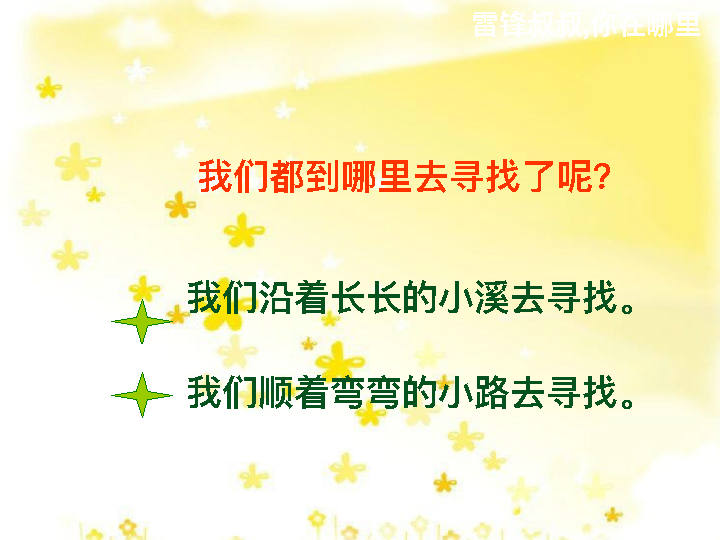 雷锋叔叔,你在哪里
我们都到哪里去寻找了呢?
我们沿着长长的小溪去寻找。
我们顺着弯弯的小路去寻找。